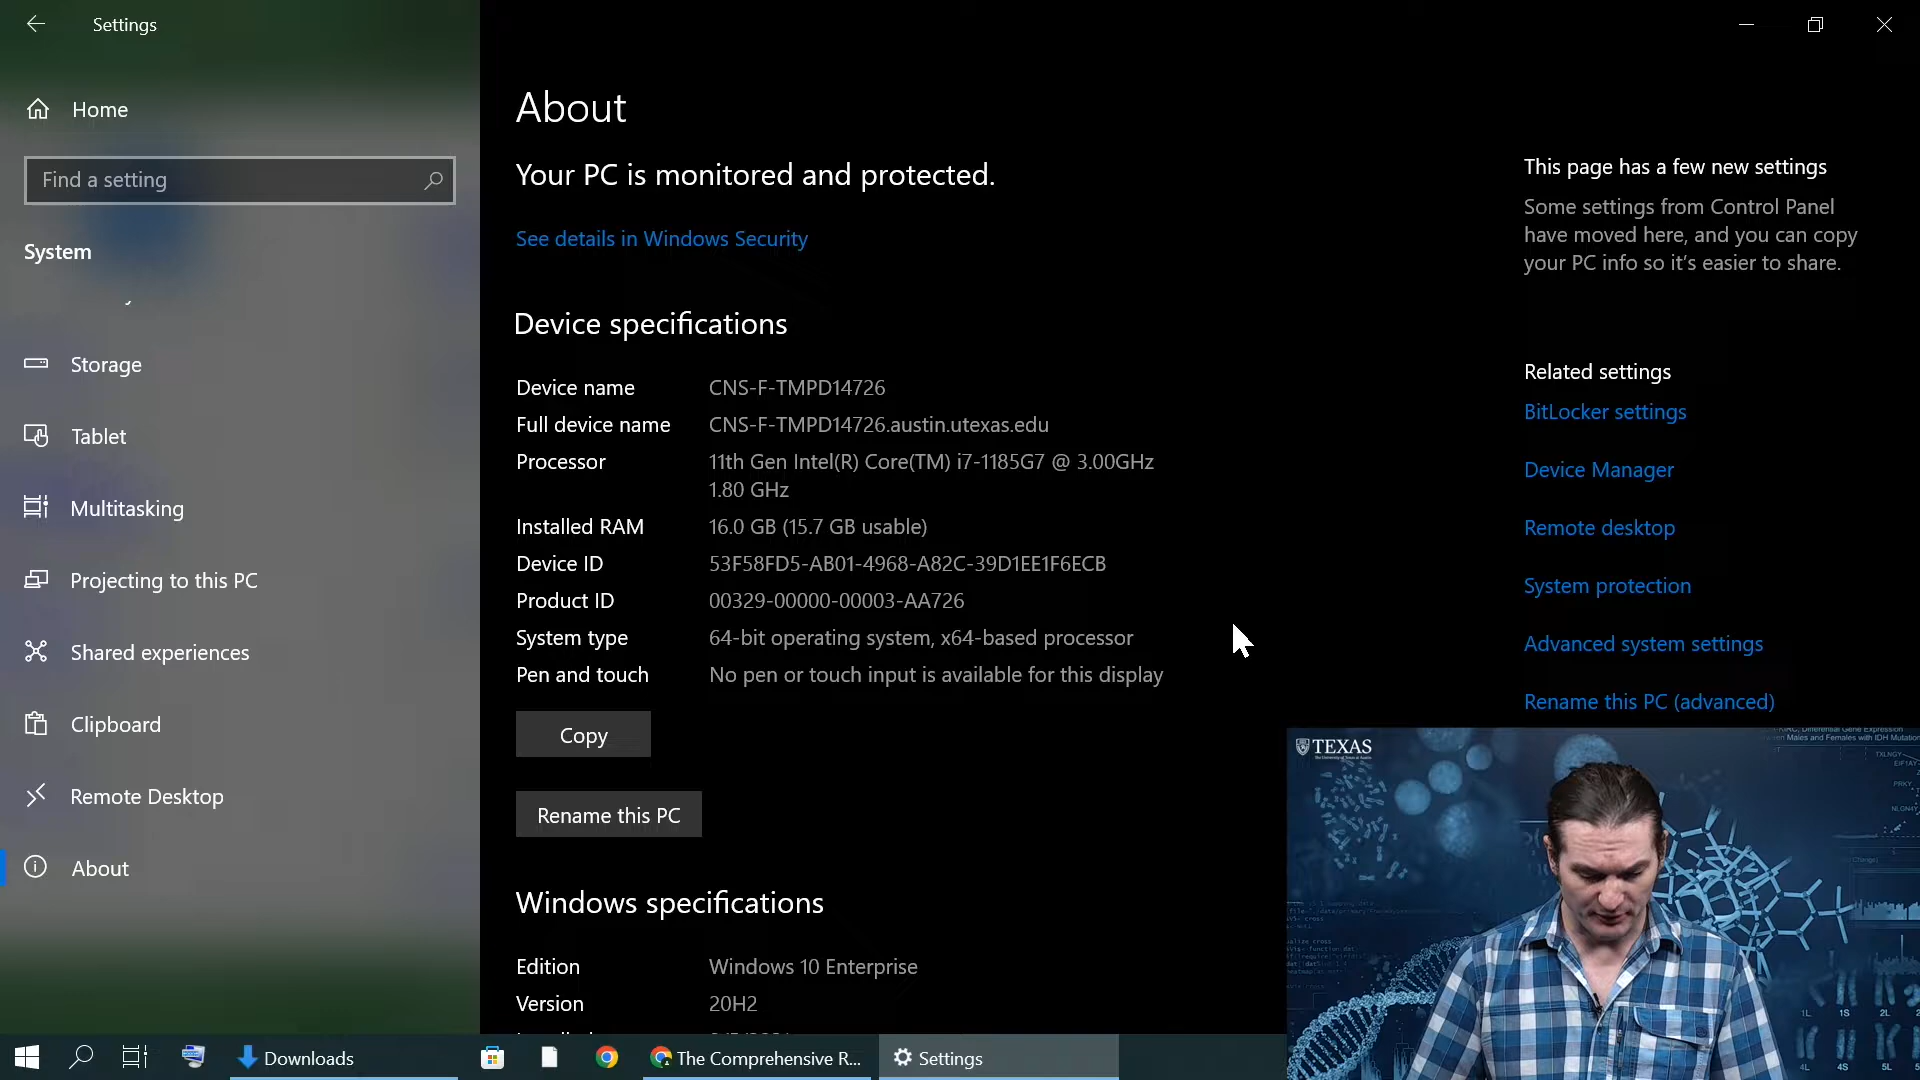 Settings
Home
Find a setting
System
Storage
Tablet
Multitasking
Projecting to this PC
Shared experiences
Clipboard
Remote Desktop
About
About
Your PC is monitored and protected.
See details in Windows Security
Device specifications
Device name CNS-F-TMPD14726
Full device name CNS-F-TMPD14726.austin.utexas.edu
Processor 11th Gen Intel(R) Core(TM) i7-1185G7 @ 3.00GHz
1.80 GHz
Installed RAM 16.0 GB (15.7 GB usable)
Device ID 53F58FD5-AB01-4968-A82C-39D1EE1F6ECB
Product ID 00329-00000-00003-AA726
System type 64-bit operating system, x64-based processor
Pen and touch No pen or touch input is available for this display
Copy
Rename this PC
Windows specifications
Edition Windows 10 Enterprise
Version 20H2
This page has a few new settings
Some settings from Control Panel
have moved here, and you can copy
your PC info so it's easier to share.
Related settings
BitLocker settings
Device Manager
Remote desktop
System protection
Advanced system settings
Rename this PC (advanced)
TEXAS
Males and Females with IDH Mutation
Downloads
The Comprehensive R...
Settings